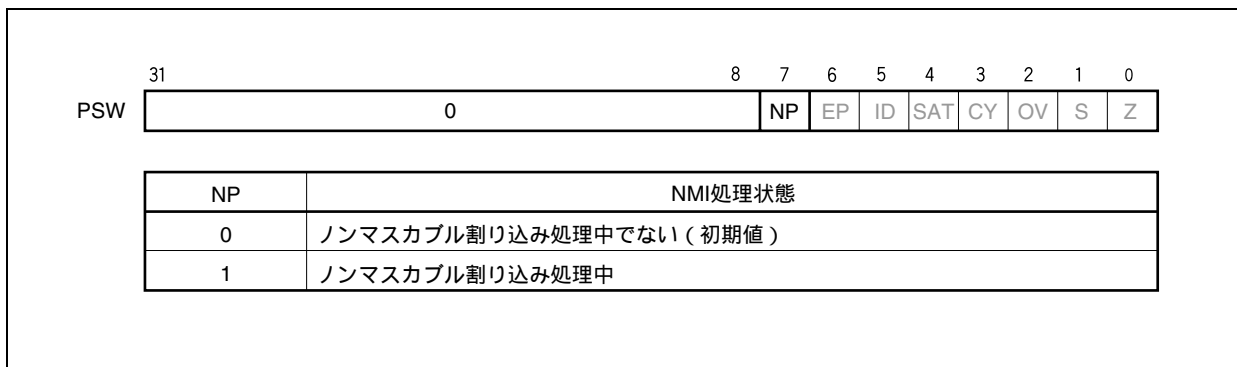 31 8 7 6 5 4 3 2 1 0
PSW 0 NP EP ID SAT CY OV S Z
NP NMI処理状態
0 ノンマスカブル割り込み処理中でない（初期値）
1 ノンマスカブル割り込み処理中